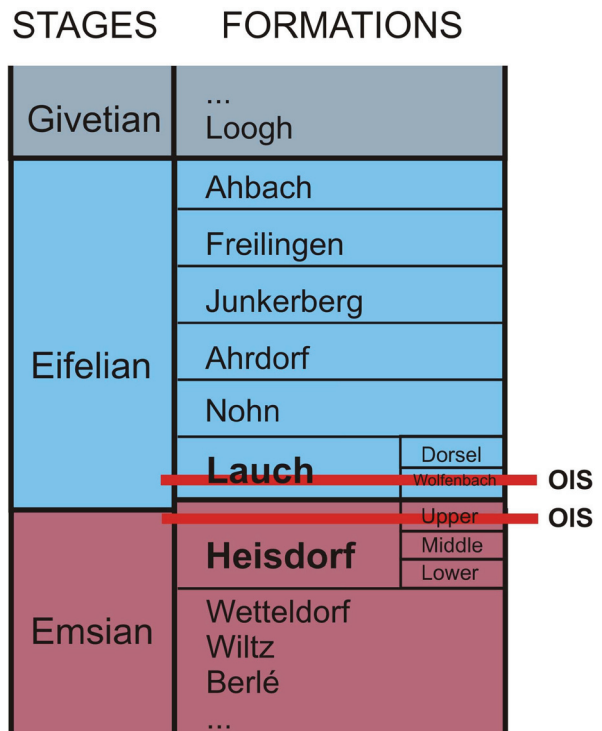 STAGES FORMATIONS
...
Givetian Loogh
Ahbach
Freilingen
Junkerberg
Eifelian Ahrdorf
Nohn
Dorsel
Lauch Wolfenbach OIS
Upper OIS
Heisdorf Middle
Lower
Wetteldorf
Emsian Wiltz
Berlé
...